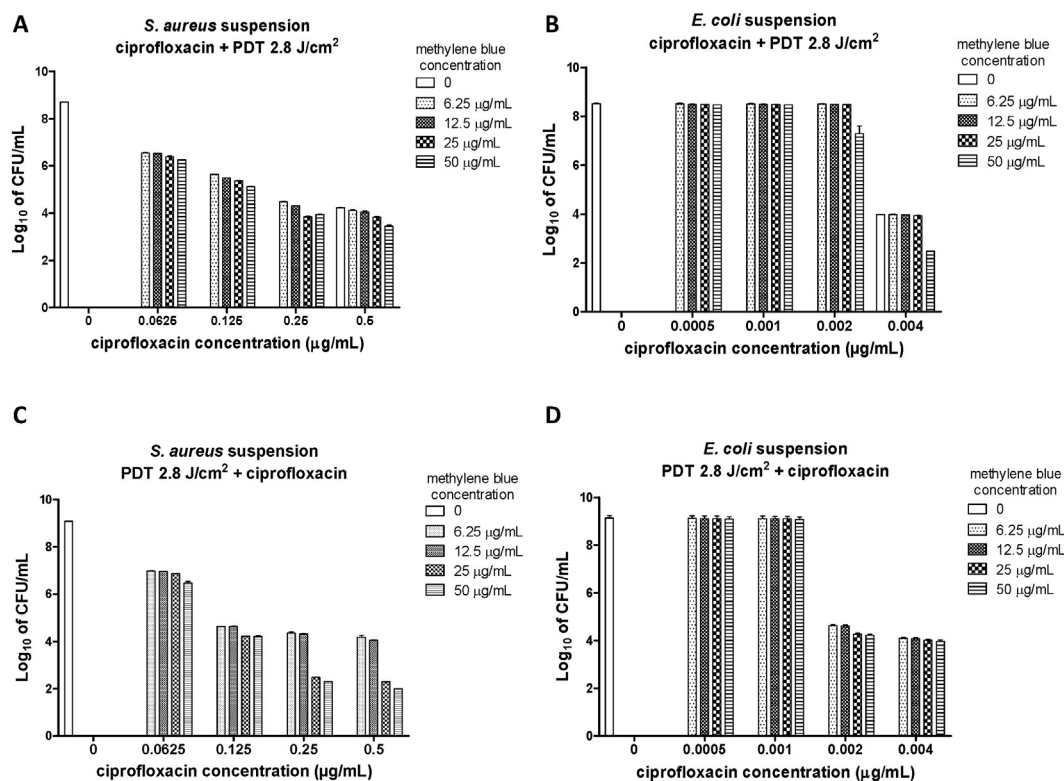 A
S. aureus suspension
ciprofloxacin + PDT 2.8 J/cm²
methylene blue
concentration
0
6.25 µg/mL
12.5 µg/mL
25 µg/mL
50 µg/mL
Log₁₀ of CFU/mL
10
8
6
4
2
0
0 0.0625 0.125 0.25 0.5
ciprofloxacin concentration (µg/mL)
B
E. coli suspension
ciprofloxacin + PDT 2.8 J/cm²
methylene blue
concentration
0
6.25 µg/mL
12.5 µg/mL
25 µg/mL
50 µg/mL
Log₁₀ of CFU/mL
10
8
6
4
2
0
0 0.0005 0.001 0.002 0.004
ciprofloxacin concentration (µg/mL)
C
S. aureus suspension
PDT 2.8 J/cm² + ciprofloxacin
methylene blue
concentration
0
6.25 µg/mL
12.5 µg/mL
25 µg/mL
50 µg/mL
Log₁₀ of CFU/mL
10
8
6
4
2
0
0 0.0625 0.125 0.25 0.5
ciprofloxacin concentration (µg/mL)
D
E. coli suspension
PDT 2.8 J/cm² + ciprofloxacin
methylene blue
concentration
0
6.25 µg/mL
12.5 µg/mL
25 µg/mL
50 µg/mL
Log₁₀ of CFU/mL
10
8
6
4
2
0
0 0.0005 0.001 0.002 0.004
ciprofloxacin concentration (µg/mL)